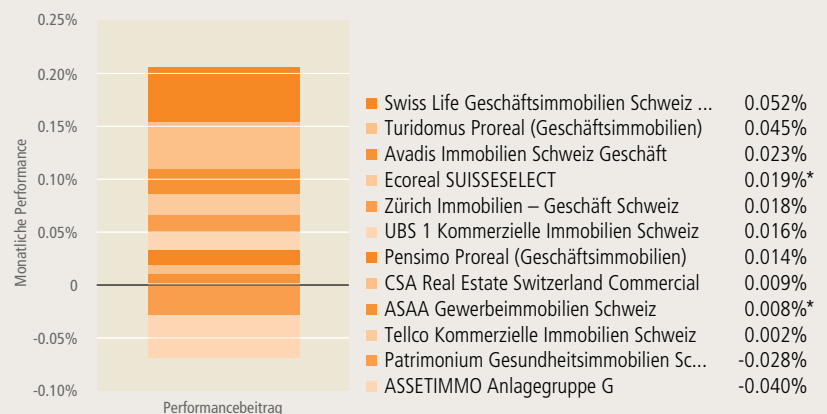 0.25%
0.20%
0.15%
0.10%
0.05%
0
-0.05%
-0.10%
Monatliche Performance
Performancebeitrag
Swiss Life Geschäftsimmobilien Schweiz ... 0.052%
Turidomus Proreal (Geschäftsimmobilien) 0.045%
Avadis Immobilien Schweiz Geschäft 0.023%
Ecoreal SUISSESELECT 0.019%*
Zürich Immobilien – Geschäft Schweiz 0.018%
UBS 1 Kommerzielle Immobilien Schweiz 0.016%
Pensimo Proreal (Geschäftsimmobilien) 0.014%
CSA Real Estate Switzerland Commercial 0.009%
ASAA Gewerbeimmobilien Schweiz 0.008%*
Tellco Kommerzielle Immobilien Schweiz 0.002%
Patrimonium Gesundheitsimmobilien Sc... -0.028%
ASSETIMMO Anlagegruppe G -0.040%